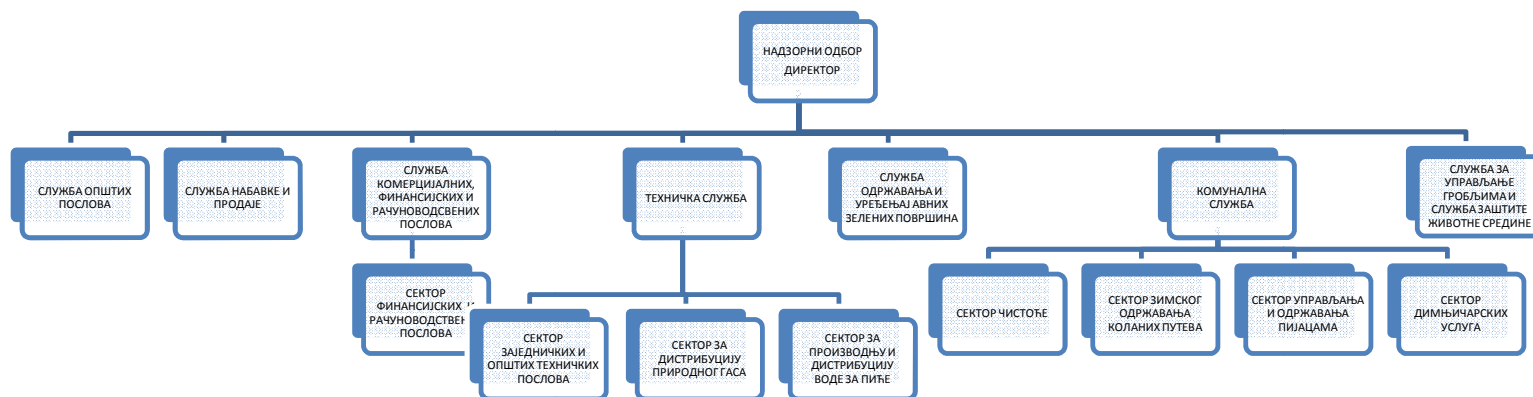 НАДЗОРНИ ОДБОР
ДИРЕКТОР
СЛУЖБА ОПШТИХ
ПОСЛОВА
СЛУЖБА НАБАВКЕ И
ПРОДАЈЕ
СЛУЖБА
КОМЕРЦИЈАЛНИХ,
ФИНАНСИЈСКИХ И
РАЧУНОВОДСВЕНИХ
ПОСЛОВА
ТЕХНИЧКА СЛУЖБА
СЛУЖБА
ОДРЖАВАЊА И
УРЕЂЕЊАЈ АВНИХ
ЗЕЛЕНИХ ПОВРШИНА
КОМУНАЛНА
СЛУЖБА
СЛУЖБА ЗА
УПРАВЉАЊЕ
ГРОБЉИМА И
СЛУЖБА ЗАШТИТЕ
ЖИВОТНЕ СРЕДИНЕ
СЕКТОР
ФИНАНСИЈСКИХ И
ПОСЛОВА
СЕКТОР
ЗАЈЕДНИЧКИХ И
ОПШТИХ ТЕХНИЧКИХ
ПОСЛОВА
СЕКТОР ЗА
ДИСТРИБУЦИЈУ
ПРИРОДНОГ ГАСА
СЕКТОР ЗА
ПРОИЗВОДЊУ И
ДИСТРИБУЦИЈУ
ВОДЕ ЗА ПИЋЕ
СЕКТОР ЧИСТОЋЕ
СЕКТОР ЗИМСКОГ
ОДРЖАВАЊА
КОЛАНИХ ПУТЕВА
СЕКТОР УПРАВЉАЊА
И ОДРЖАВАЊА
ПИЈАЦАМА
СЕКТОР
ДИМЊИЧАРСКИХ
УСЛУГА